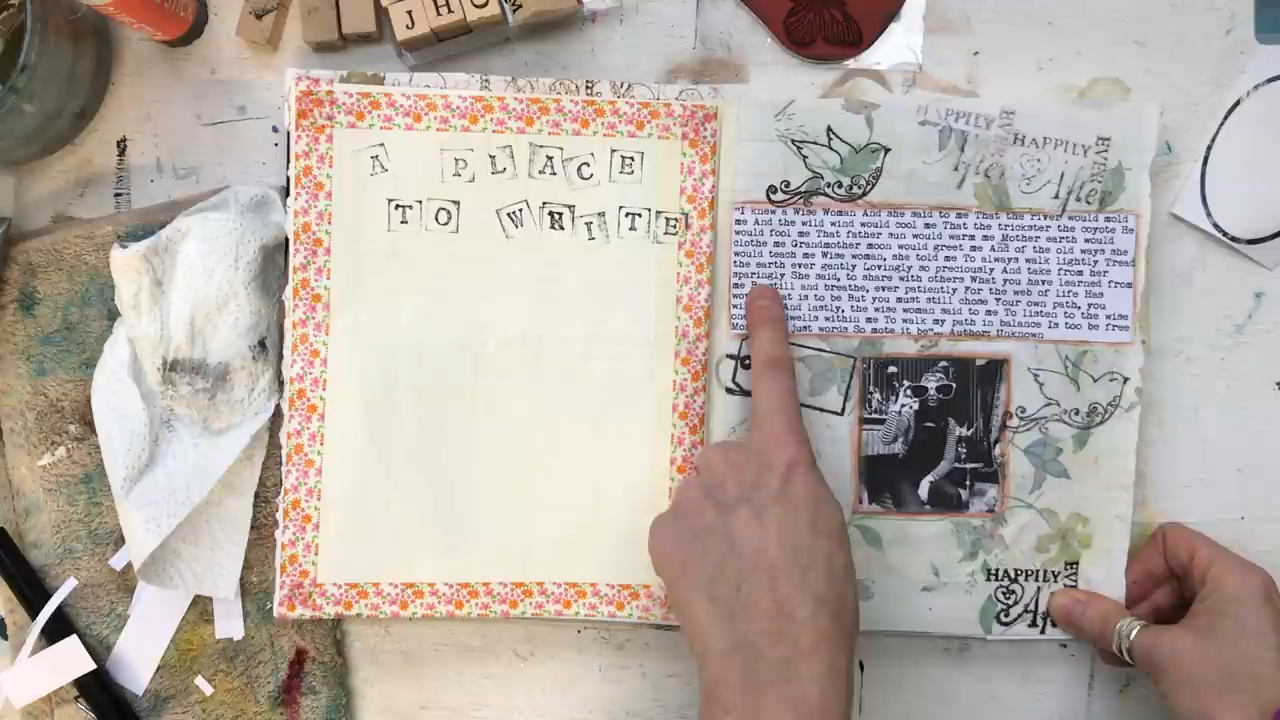 J H
A PLACE
TO WRITE
HAPPILY EVER After
HAPPILY EVER After
"I knew a Wise Woman And she said to me That the river would mold
me And the wild wind would cool me That the trickster the coyote He
would fool me That father sun would warm me Mother earth would
clothe me Grandmother moon would greet me And of the old ways she
would teach me Wise woman, she told me To always walk lightly Tread
the earth ever gently Lovingly so preciously And take from her
sparingly She said, to share with others What you have learned from
me Be still and breathe, ever patiently For the web of life Has
what is to be But you must still chose Your own path, you
And lastly, the wise woman said to me To listen to the wise
dwells within me To walk my path in balance Is too be free
just words So mote it be"~ Author: Unknown
HAPPILY